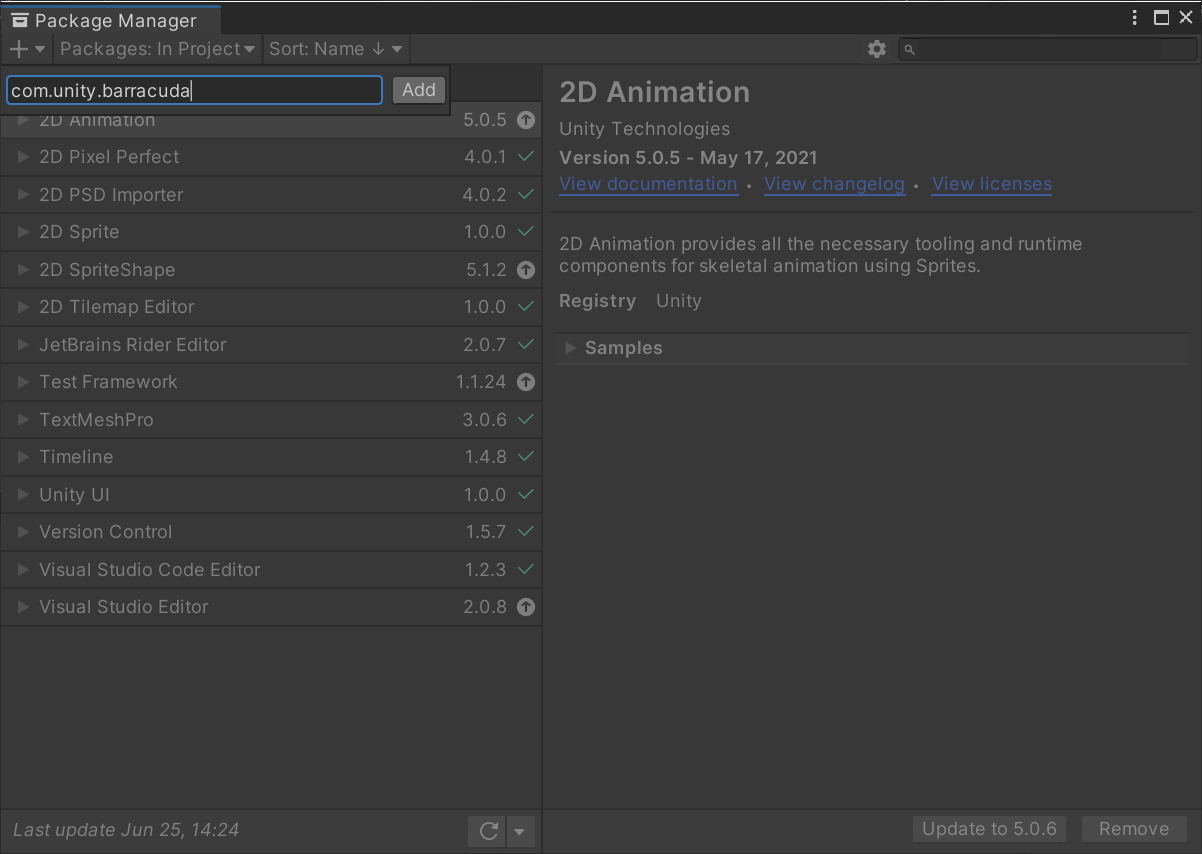 Package Manager
Packages: In Project Sort: Name ↓
com.unity.barracuda Add
2D Animation 5.0.5
2D Pixel Perfect 4.0.1
2D PSD Importer 4.0.2
2D Sprite 1.0.0
2D SpriteShape 5.1.2
2D Tilemap Editor 1.0.0
JetBrains Rider Editor 2.0.7
Test Framework 1.1.24
TextMeshPro 3.0.6
Timeline 1.4.8
Unity UI 1.0.0
Version Control 1.5.7
Visual Studio Code Editor 1.2.3
Visual Studio Editor 2.0.8
Last update Jun 25, 14:24
2D Animation
Unity Technologies
Version 5.0.5 - May 17, 2021
View documentation • View changelog • View licenses
2D Animation provides all the necessary tooling and runtime
components for skeletal animation using Sprites.
Registry Unity
Samples
Update to 5.0.6 Remove